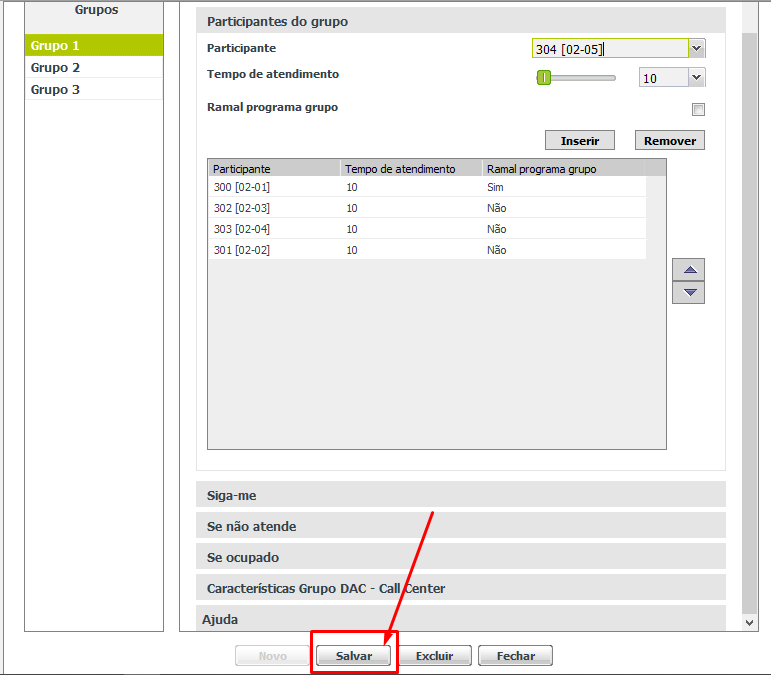 Grupos
Grupo 1
Grupo 2
Grupo 3
Participantes do grupo
Participante
304 [02-05]
Tempo de atendimento
10
Ramal programa grupo
Inserir Remover
Participante Tempo de atendimento Ramal programa grupo
300 [02-01] 10 Sim
302 [02-03] 10 Não
303 [02-04] 10 Não
301 [02-02] 10 Não
Siga-me
Se não atende
Se ocupado
Características Grupo DAC - Call Center
Ajuda
Novo Salvar Excluir Fechar